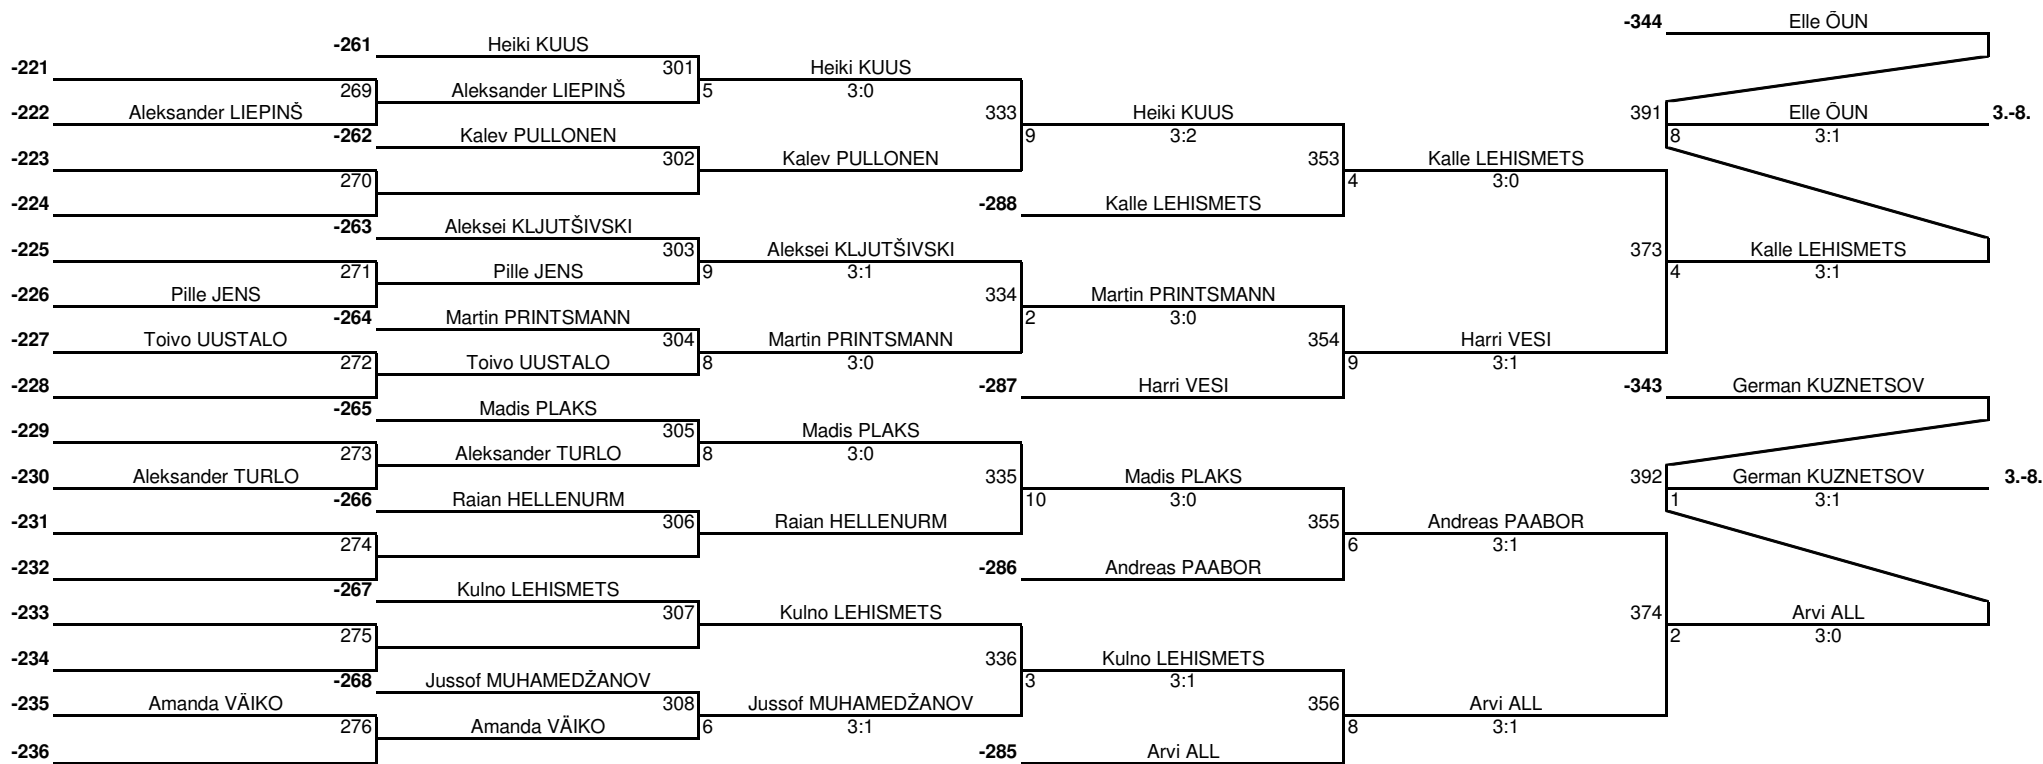 -344 Elle ÕUN
-261 Heiki KUUS
-221 301 Heiki KUUS
269 Aleksander LIEPINŠ 5 3:0
-222 Aleksander LIEPINŠ 333 Heiki KUUS 391 Elle ÕUN 3.-8.
-262 Kalev PULLONEN 9 3:2 8 3:1
-223 302 Kalev PULLONEN 353 Kalle LEHISMETS
270 4 3:0
-224 -288 Kalle LEHISMETS
-263 Aleksei KLJUTŠIVSKI
-225 303 Aleksei KLJUTŠIVSKI 373 Kalle LEHISMETS
271 Pille JENS 9 3:1 4 3:1
-226 Pille JENS 334 Martin PRINTSMANN
-264 Martin PRINTSMANN 2 3:0
-227 Toivo UUSTALO 304 Martin PRINTSMANN 354 Harri VESI
272 Toivo UUSTALO 8 3:0 9 3:1
-228 -287 Harri VESI -343 German KUZNETSOV
-265 Madis PLAKS
-229 305 Madis PLAKS
273 Aleksander TURLO 8 3:0
-230 Aleksander TURLO 335 Madis PLAKS 392 German KUZNETSOV 3.-8.
-266 Raian HELLENURM 10 3:0 1 3:1
-231 306 Raian HELLENURM 355 Andreas PAABOR
274 6 3:1
-232 -286 Andreas PAABOR
-267 Kulno LEHISMETS
-233 307 Kulno LEHISMETS 374 Arvi ALL
275 2 3:0
-234 336 Kulno LEHISMETS
-268 Jussof MUHAMEDŽANOV 3 3:1
-235 Amanda VÄIKO 308 Jussof MUHAMEDŽANOV 356 Arvi ALL
276 Amanda VÄIKO 6 3:1 8 3:1
-236 -285 Arvi ALL